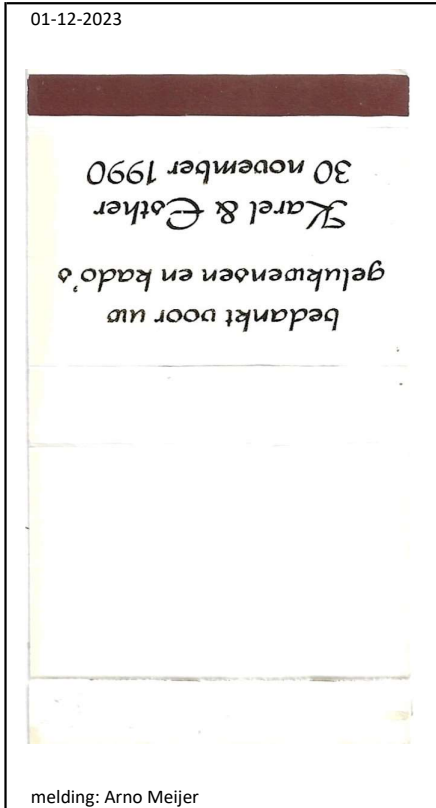 01-12-2023
bedankt voor uw
gelukwensen en kado's
Karel & Esther
30 november 1990
melding: Arno Meijer